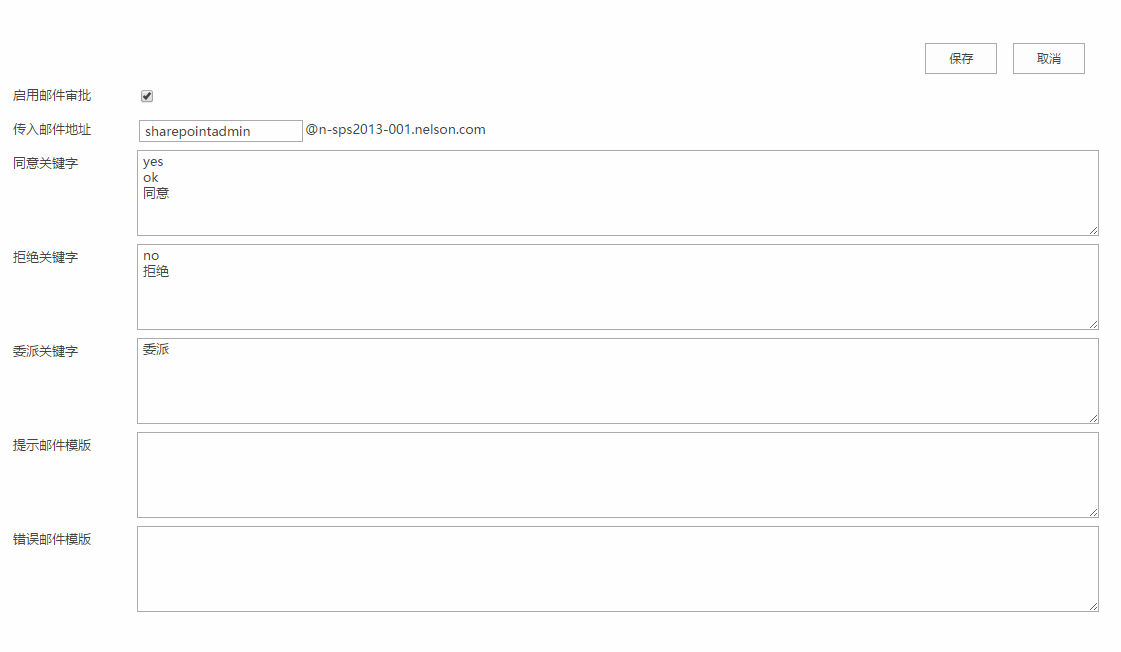 保存 取消
启用邮件审批
传入邮件地址 sharepointadmin @n-sps2013-001.nelson.com
同意关键字 yes
ok
同意
拒绝关键字 no
拒绝
委派关键字 委派
提示邮件模版
错误邮件模版